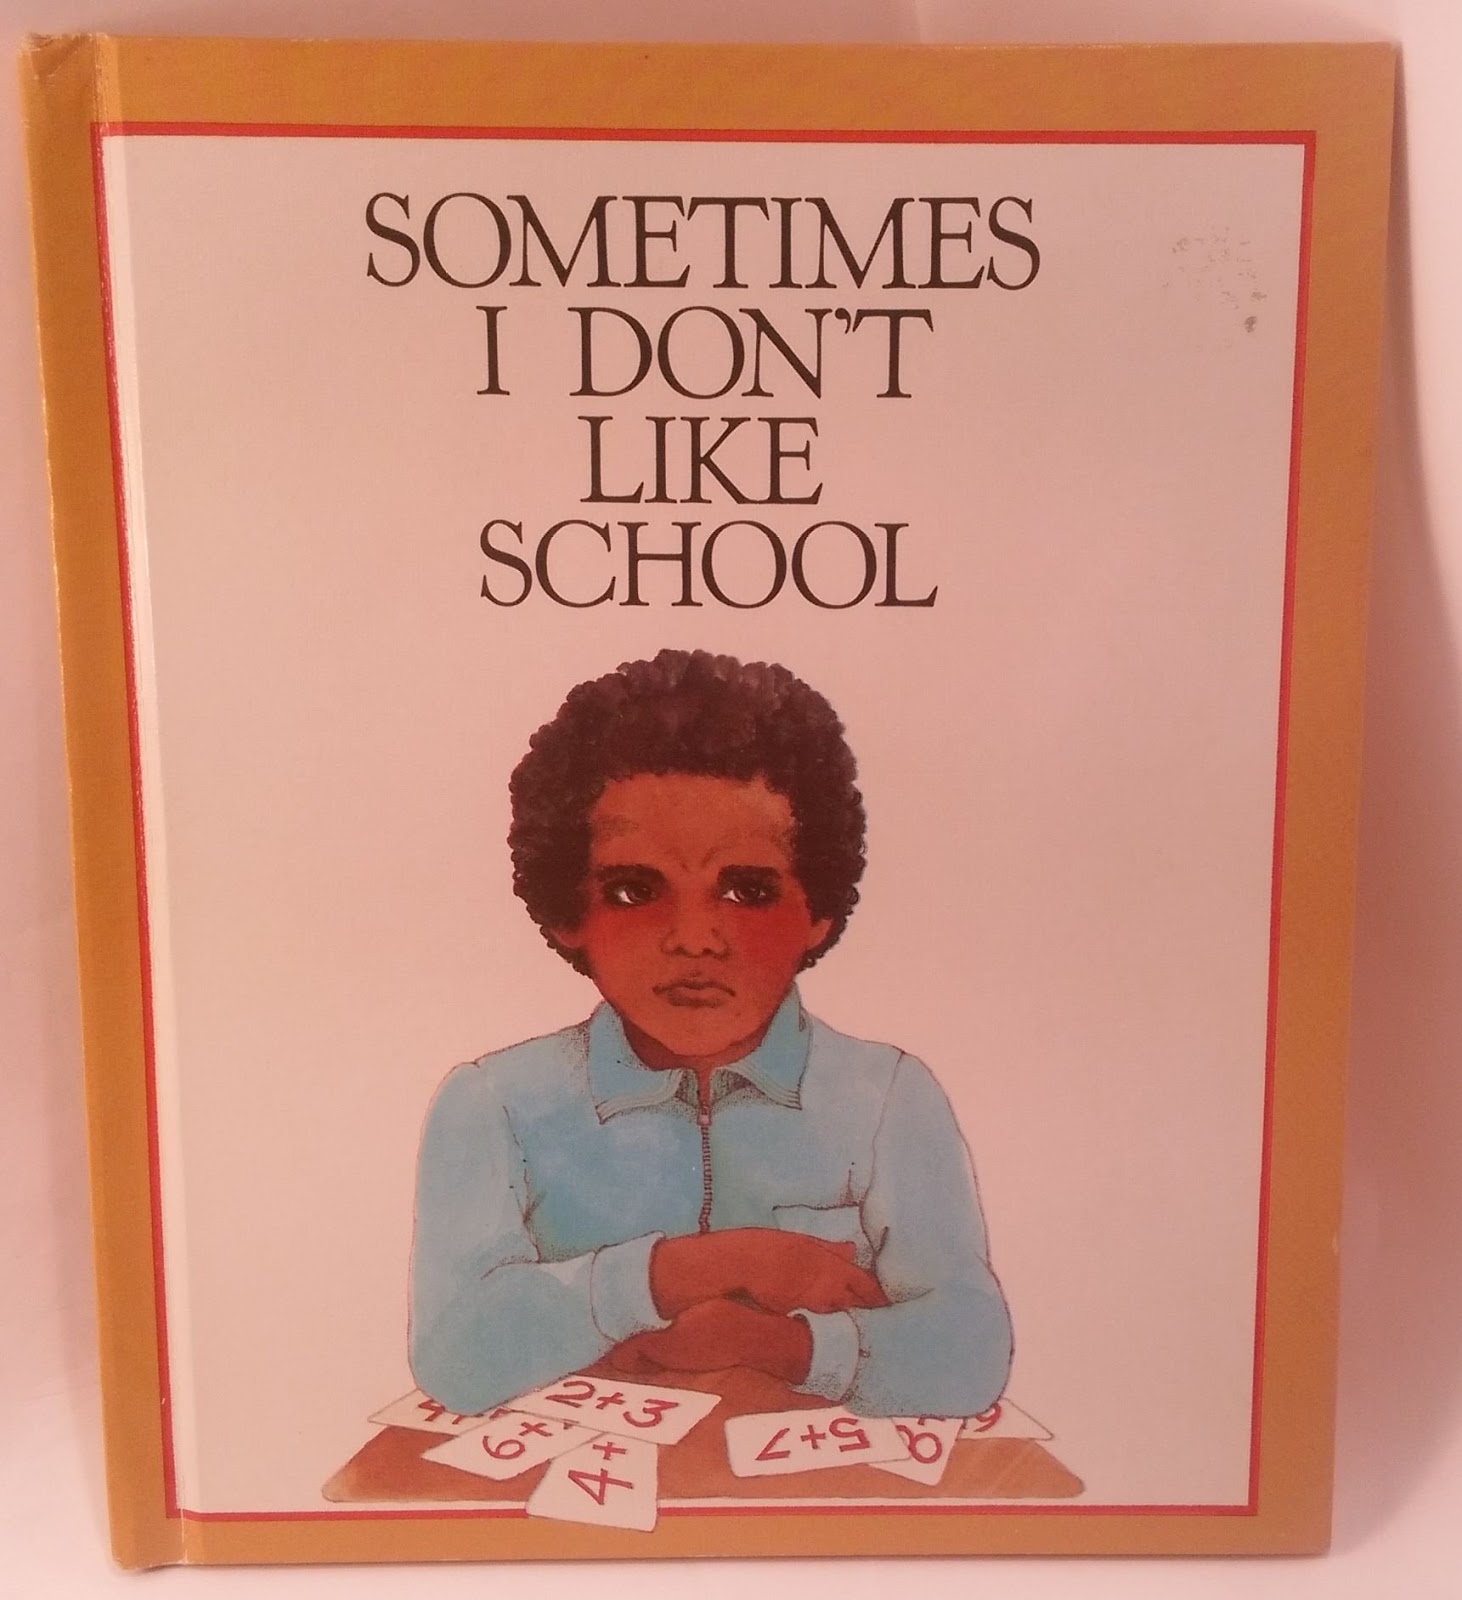 SOMETIMES
I DON'T
LIKE
SCHOOL
2+3
6+
4+
5+7